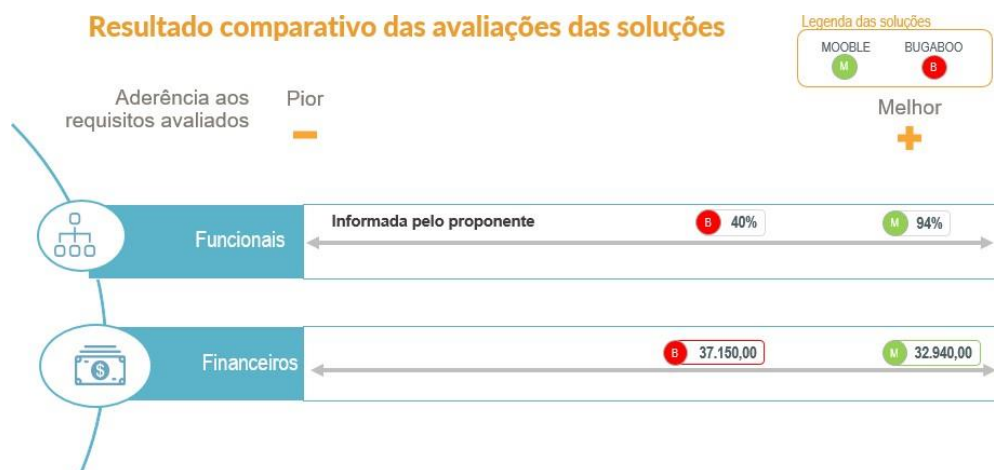 Resultado comparativo das avaliações das soluções
Legenda das soluções
MOOBLE BUGABOO
M B
Aderência aos
requisitos avaliados
Pior
Melhor
Funcionais
Informada pelo proponente
B 40%
M 94%
Financeiros
$
B 37.150,00
M 32.940,00